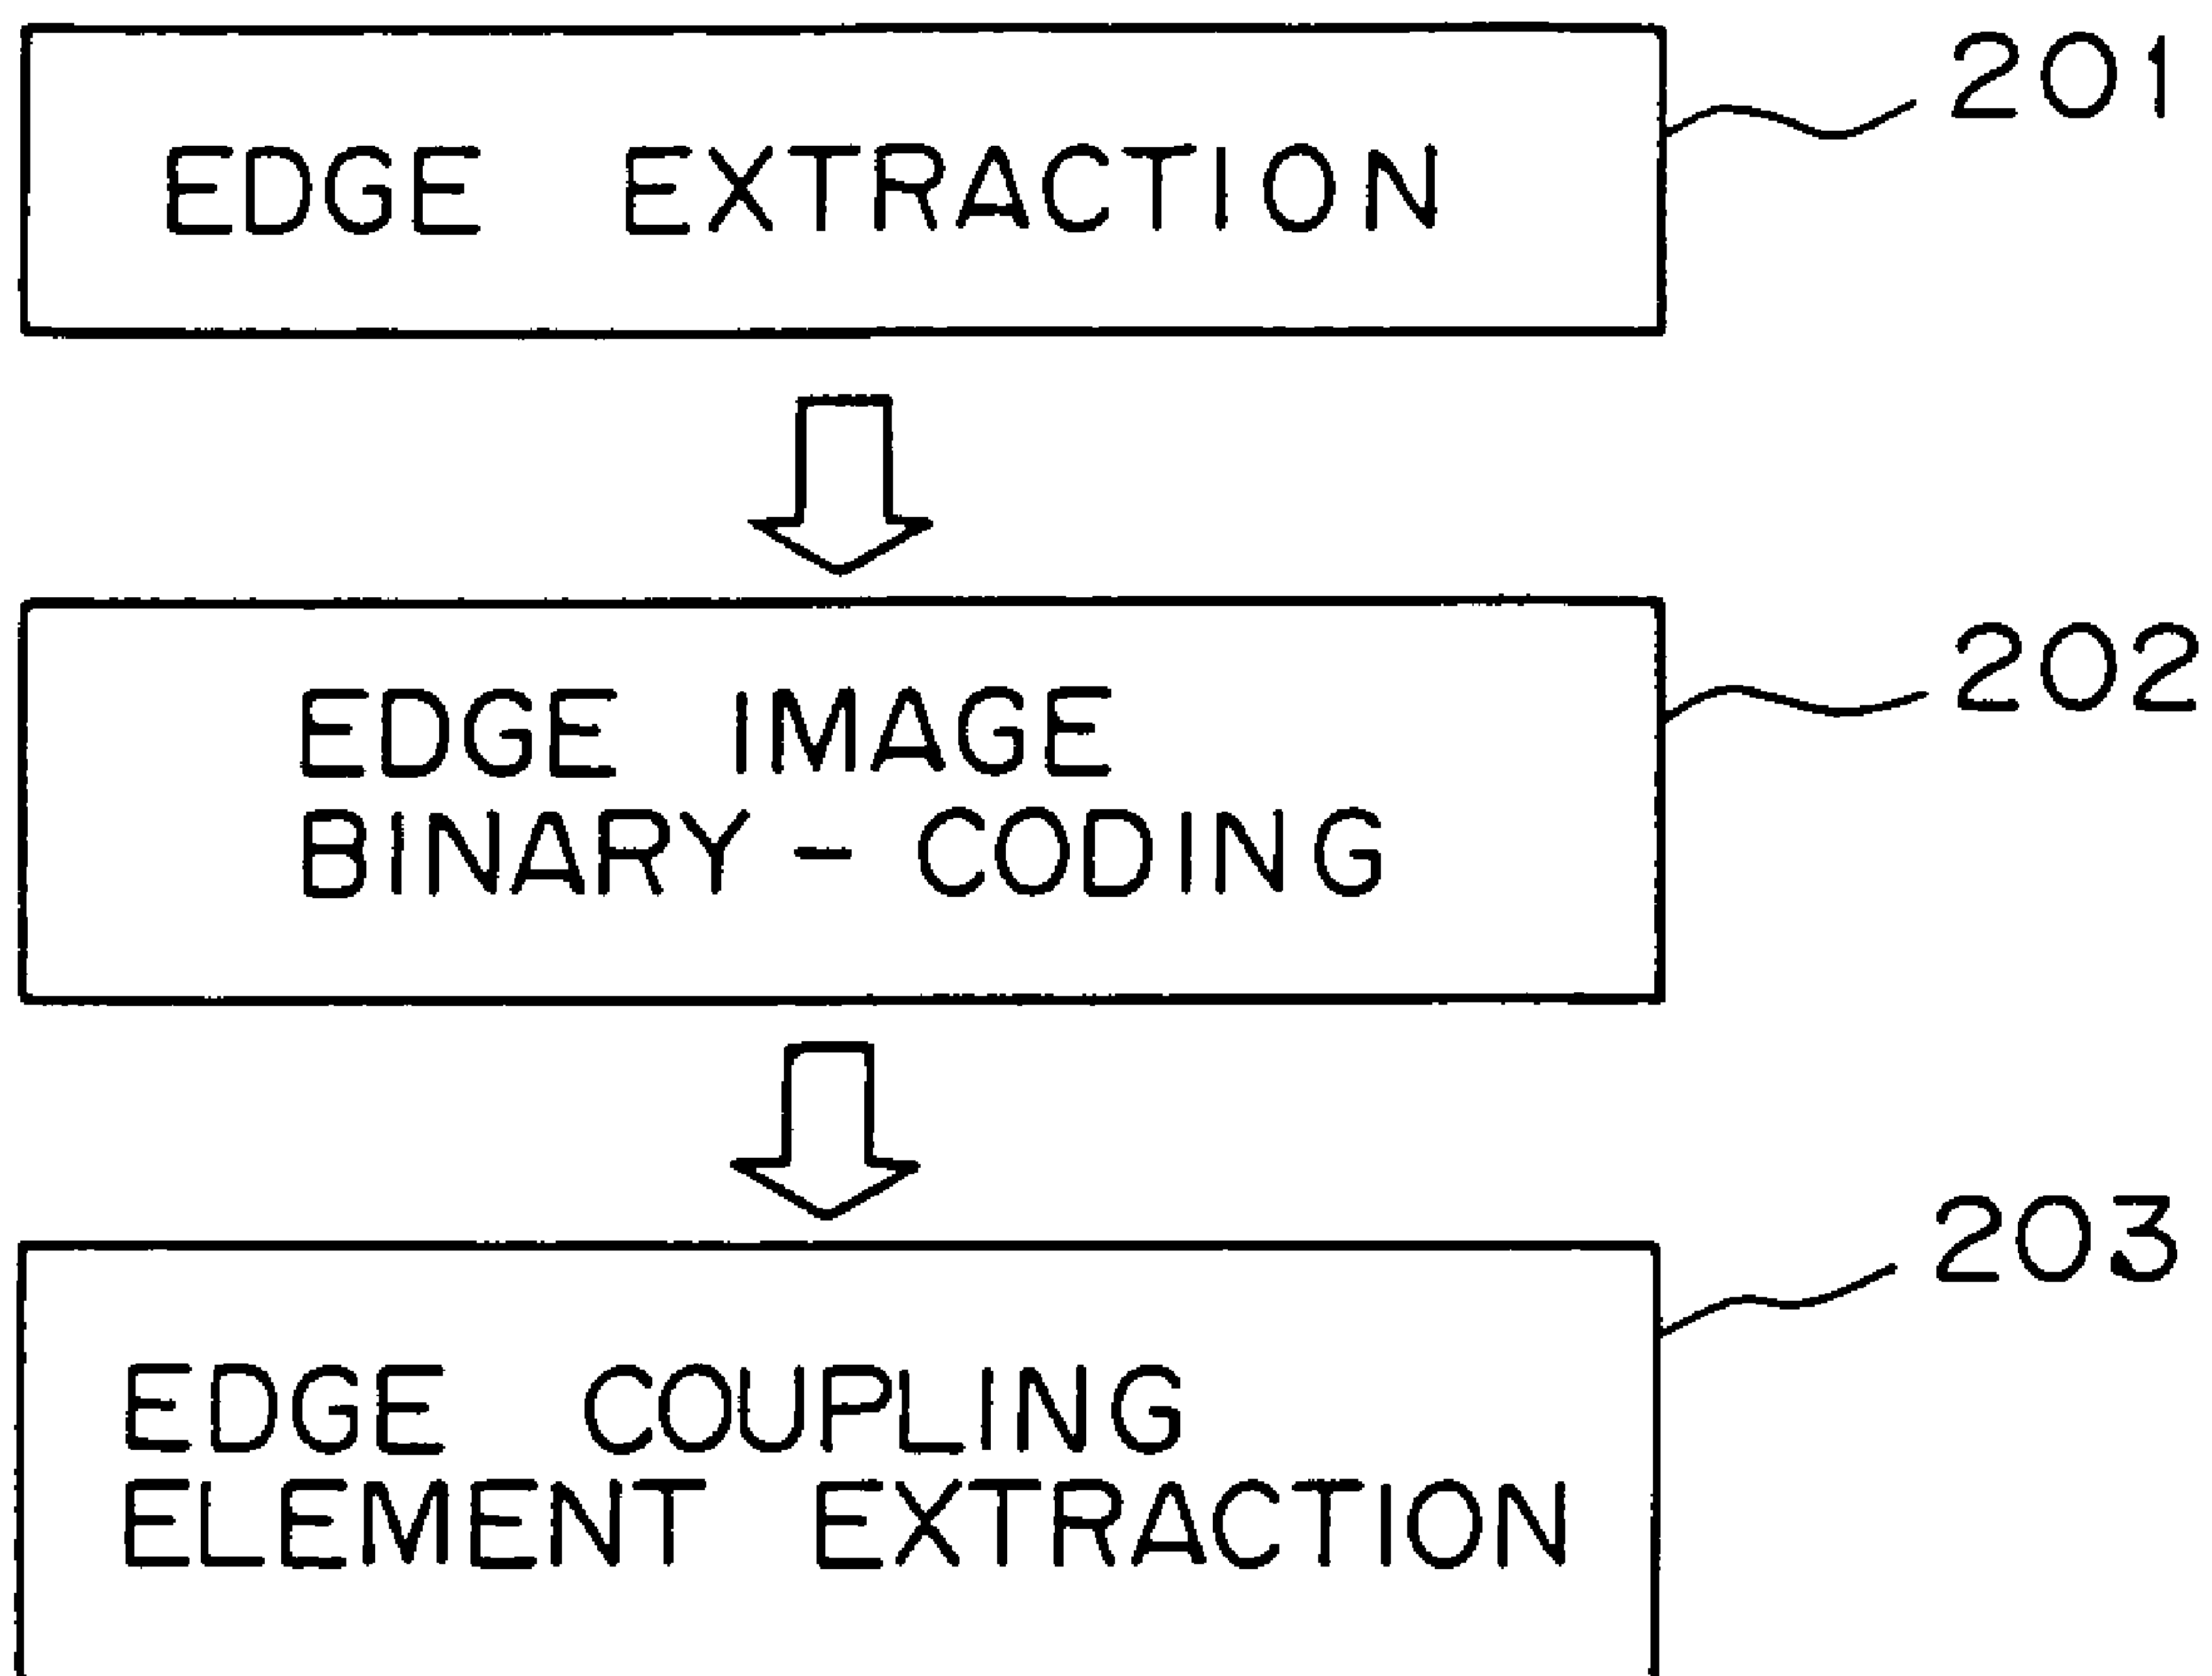 201
EDGE EXTRACTION
202
EDGE IMAGE
BINARY - CODING
203
EDGE COUPLING
ELEMENT EXTRACTION